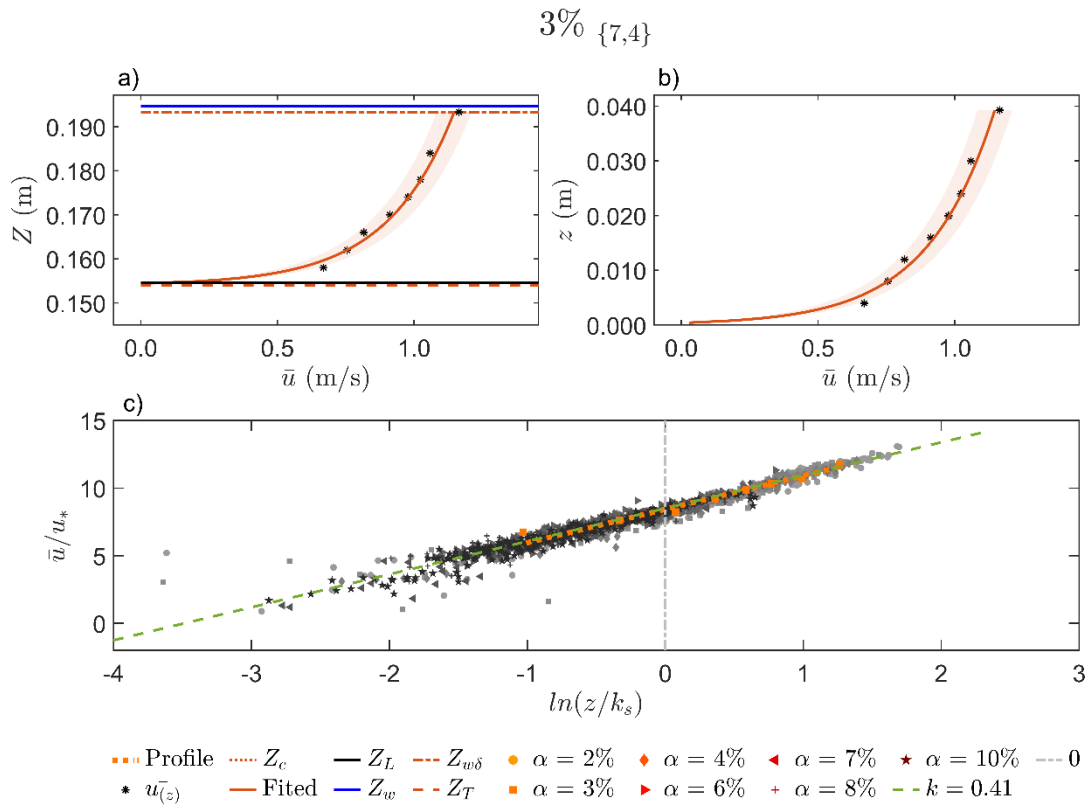 3% {7,4}
a)
0.190
0.180
0.170
0.160
0.150
Z (m)
0.0 0.5 1.0
ū (m/s)
b)
0.040
0.030
0.020
0.010
0.000
z (m)
0.0 0.5 1.0
ū (m/s)
c)
15
10
5
0
ū/u*
-4 -3 -2 -1 0 1 2 3
ln(z/ks)
Profile Zc ZL Zwδ α = 2% α = 4% α = 7% α = 10% 0
ū(z) Fited Zw ZT α = 3% α = 6% α = 8% k = 0.41